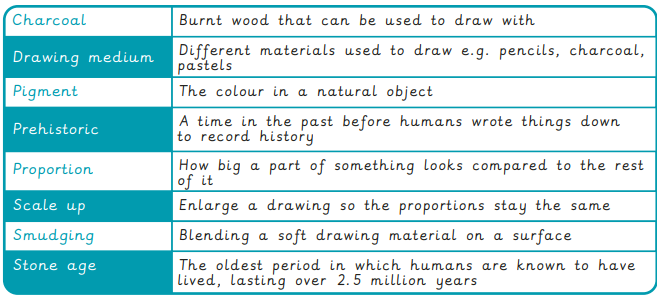 Charcoal Burnt wood that can be used to draw with
Drawing medium Different materials used to draw e.g. pencils, charcoal,
pastels
Pigment The colour in a natural object
Prehistoric A time in the past before humans wrote things down
to record history
Proportion How big a part of something looks compared to the rest
of it
Scale up Enlarge a drawing so the proportions stay the same
Smudging Blending a soft drawing material on a surface
Stone age The oldest period in which humans are known to have
lived, lasting over 2.5 million years